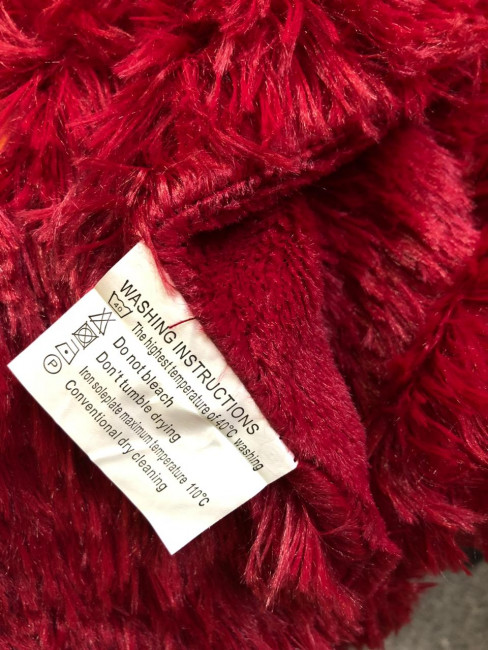 WASHING INSTRUCTIONS
40 The highest temperature of 40°C washing
Do not bleach
Don't tumble drying
Iron soleplate maximum temperature 110°C
P Conventional dry cleaning